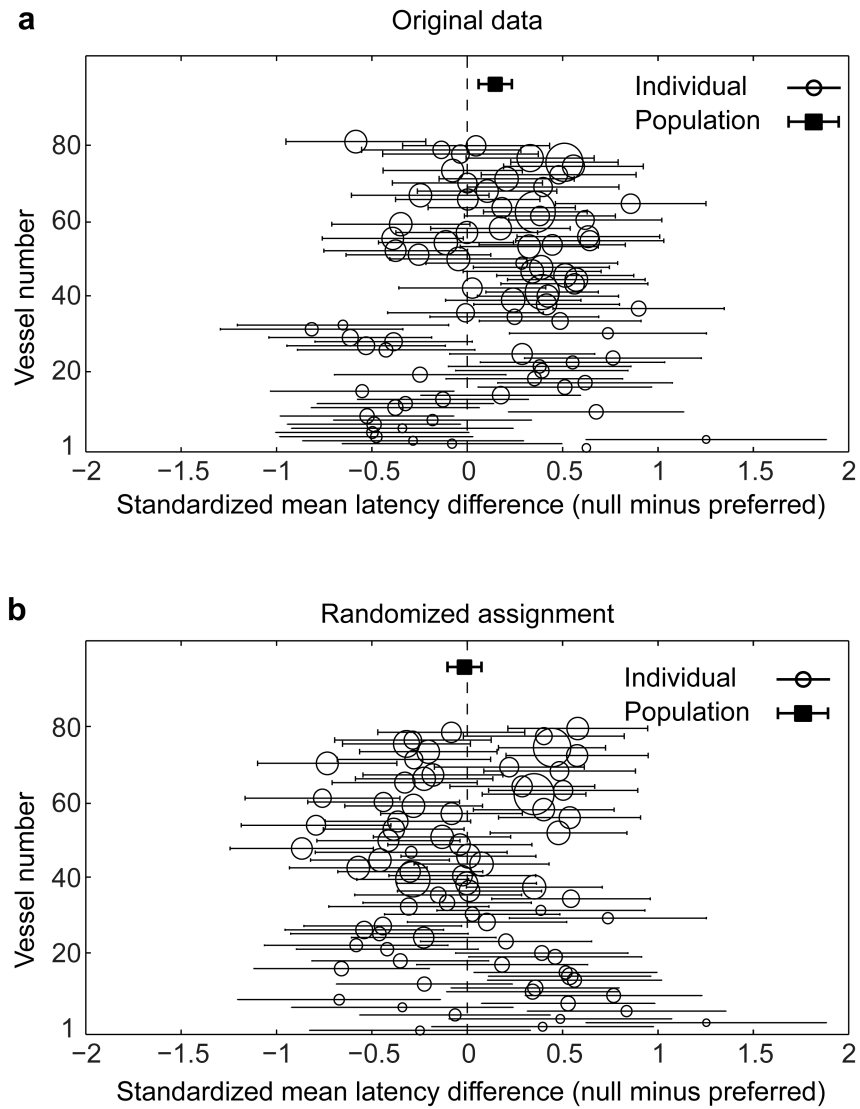 a
Original data
Individual
Population
80
60
40
20
1
Vessel number
−2 −1.5 −1 −0.5 0 0.5 1 1.5 2
Standardized mean latency difference (null minus preferred)
b
Randomized assignment
Individual
Population
80
60
40
20
1
Vessel number
−2 −1.5 −1 −0.5 0 0.5 1 1.5 2
Standardized mean latency difference (null minus preferred)